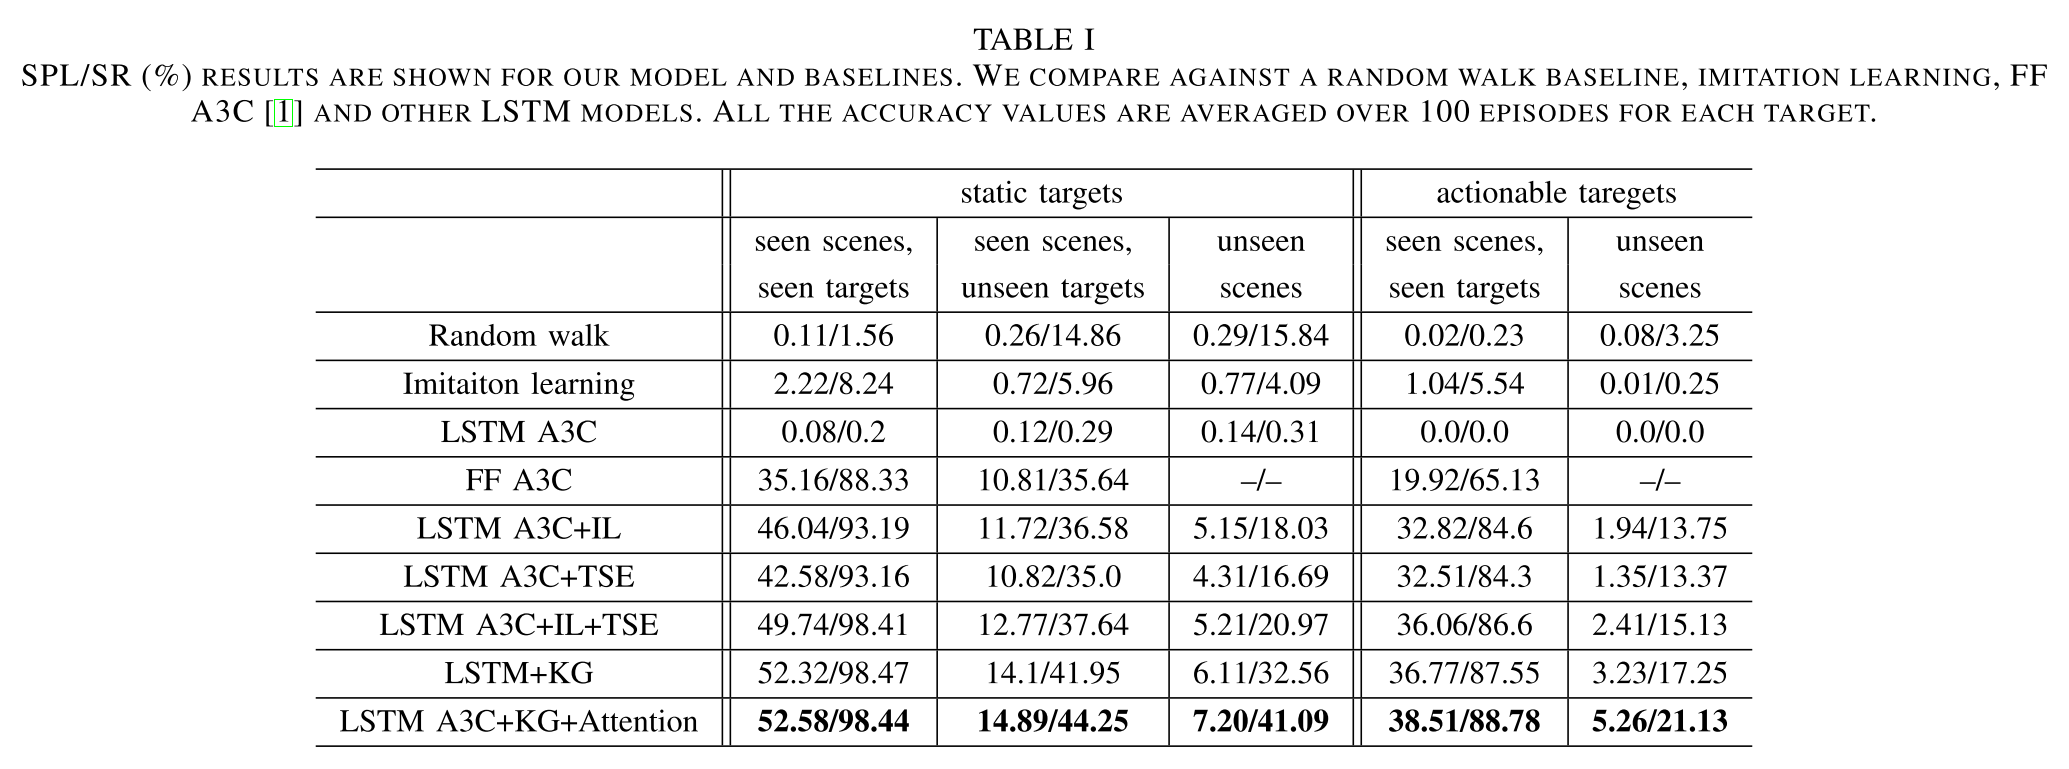 TABLE I
SPL/SR (%) RESULTS ARE SHOWN FOR OUR MODEL AND BASELINES. WE COMPARE AGAINST A RANDOM WALK BASELINE, IMITATION LEARNING, FF
A3C [1] AND OTHER LSTM MODELS. ALL THE ACCURACY VALUES ARE AVERAGED OVER 100 EPISODES FOR EACH TARGET.
static targets actionable taregets
seen scenes, seen scenes, unseen seen scenes, unseen
seen targets unseen targets scenes seen targets scenes
Random walk 0.11/1.56 0.26/14.86 0.29/15.84 0.02/0.23 0.08/3.25
Imitaiton learning 2.22/8.24 0.72/5.96 0.77/4.09 1.04/5.54 0.01/0.25
LSTM A3C 0.08/0.2 0.12/0.29 0.14/0.31 0.0/0.0 0.0/0.0
FF A3C 35.16/88.33 10.81/35.64 –/– 19.92/65.13 –/–
LSTM A3C+IL 46.04/93.19 11.72/36.58 5.15/18.03 32.82/84.6 1.94/13.75
LSTM A3C+TSE 42.58/93.16 10.82/35.0 4.31/16.69 32.51/84.3 1.35/13.37
LSTM A3C+IL+TSE 49.74/98.41 12.77/37.64 5.21/20.97 36.06/86.6 2.41/15.13
LSTM+KG 52.32/98.47 14.1/41.95 6.11/32.56 36.77/87.55 3.23/17.25
LSTM A3C+KG+Attention 52.58/98.44 14.89/44.25 7.20/41.09 38.51/88.78 5.26/21.13